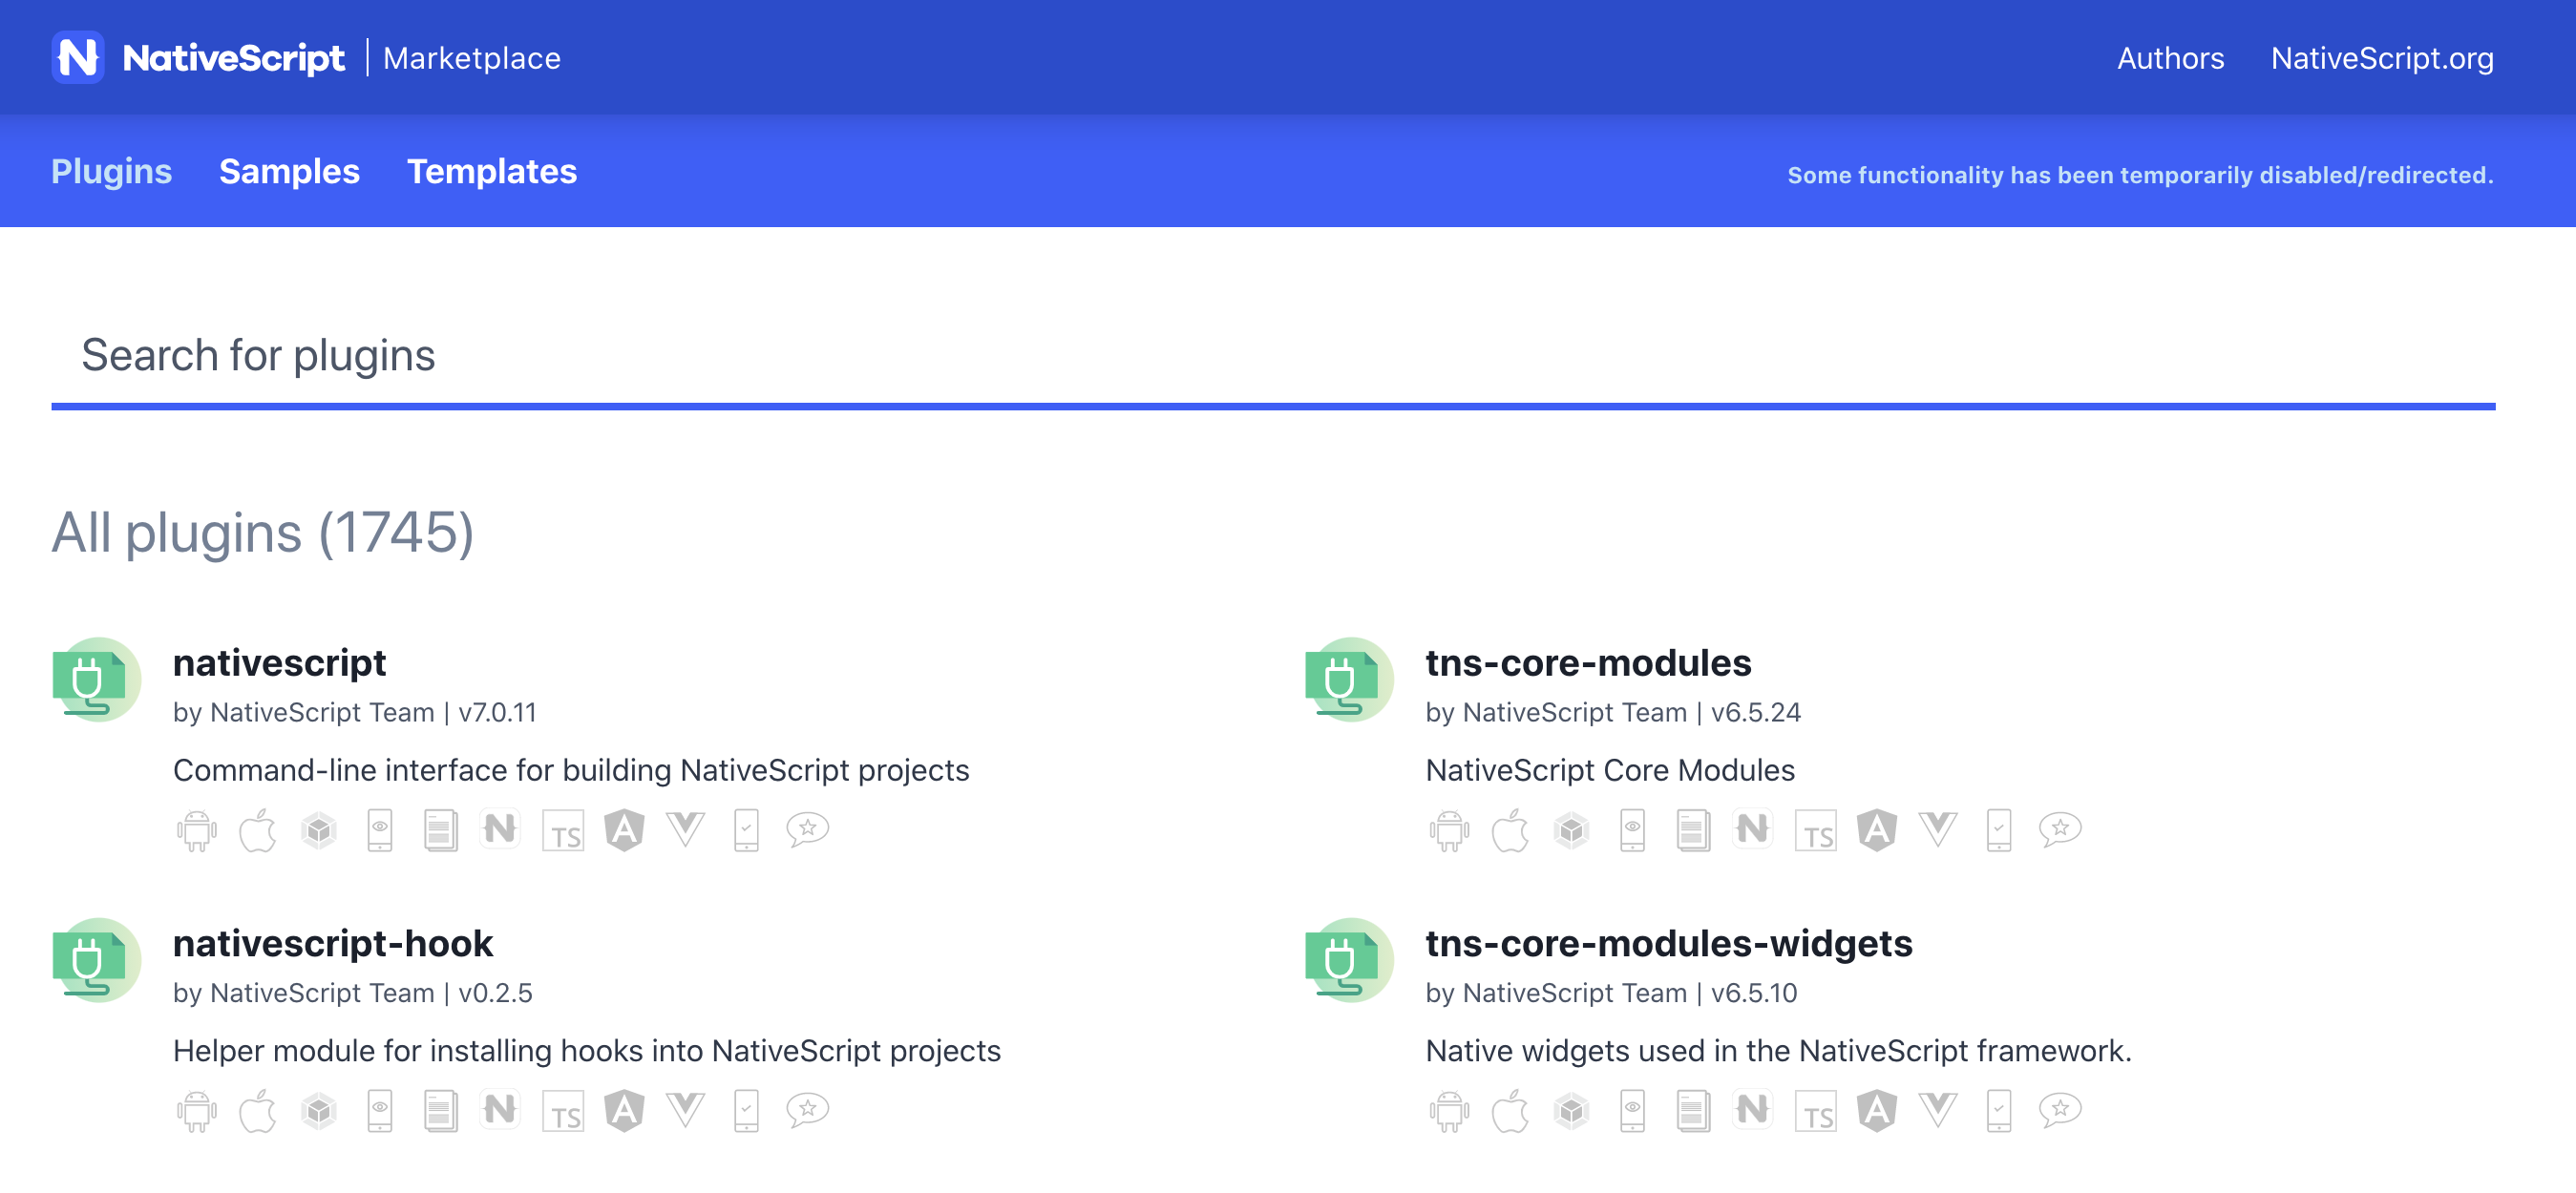 NativeScript | Marketplace
Authors
NativeScript.org
Plugins
Samples
Templates
Some functionality has been temporarily disabled/redirected.
Search for plugins
All plugins (1745)
nativescript
by NativeScript Team | v7.0.11
Command-line interface for building NativeScript projects
N TS A
tns-core-modules
by NativeScript Team | v6.5.24
NativeScript Core Modules
N TS A
nativescript-hook
by NativeScript Team | v0.2.5
Helper module for installing hooks into NativeScript projects
N TS A
tns-core-modules-widgets
by NativeScript Team | v6.5.10
Native widgets used in the NativeScript framework.
N TS A